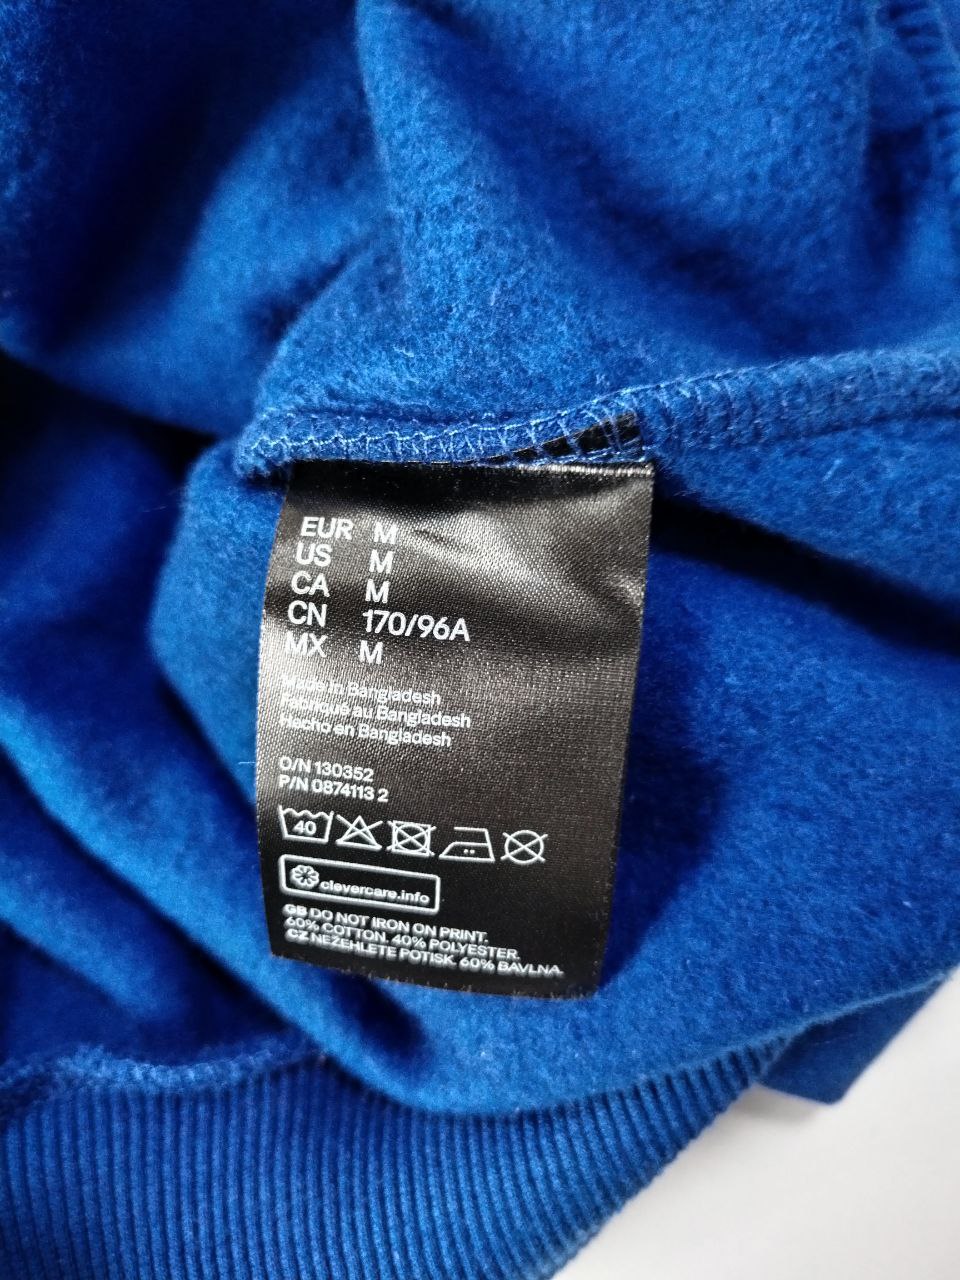 EUR M
US M
CA M
CN 170/96A
MX M
Made in Bangladesh
Fabriqué au Bangladesh
Hecho en Bangladesh
O/N 130352
P/N 0874113 2
40
clevercare.info
GB DO NOT IRON ON PRINT.
60% COTTON. 40% POLYESTER.
CZ NEŽEHLETE POTISK. 60% BAVLNA.